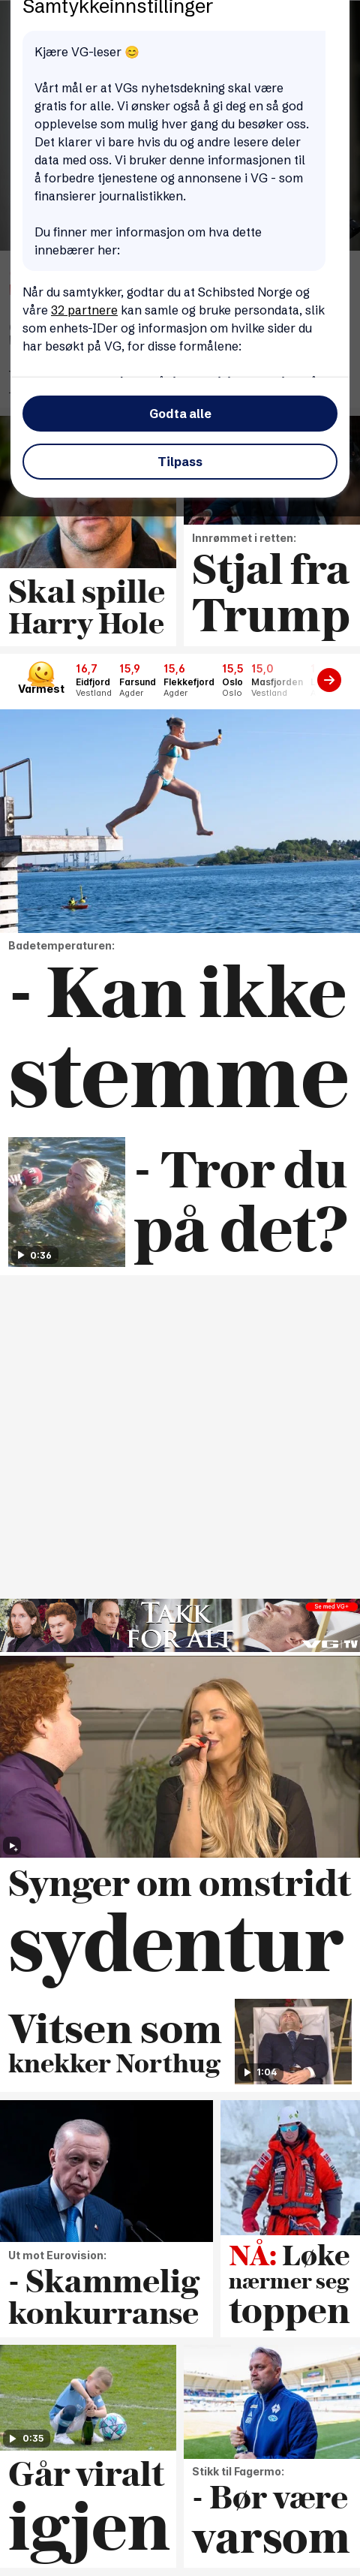 Samtykkeinnstillinger
Kjære VG-leser 😊
Vårt mål er at VGs nyhetsdekning skal være
gratis for alle. Vi ønsker også å gi deg en så god
opplevelse som mulig hver gang du besøker oss.
Det klarer vi bare hvis du og andre lesere deler
data med oss. Vi bruker denne informasjonen til
å forbedre tjenestene og annonsene i VG - som
finansierer journalistikken.
Du finner mer informasjon om hva dette
innebærer her:
Når du samtykker, godtar du at Schibsted Norge og
våre 32 partnere kan samle og bruke persondata, slik
som enhets-IDer og informasjon om hvilke sider du
har besøkt på VG, for disse formålene:
Godta alle
Tilpass
Skal spille
Harry Hole
Innrømmet i retten:
Stjal fra
Trump
Varmest
16,7
Eidfjord
Vestland
15,9
Farsund
Agder
15,6
Flekkefjord
Agder
15,5
Oslo
Oslo
15,0
Masfjorden
Vestland
Badetemperaturen:
- Kan ikke
stemme
0:36
- Tror du
på det?
TAKK
FOR ALT
Se med VG+
VGTV
Synger om omstridt
sydentur
Vitsen som
knekker Northug
1:04
Ut mot Eurovision:
- Skammelig
konkurranse
NÅ: Løke
nærmer seg
toppen
0:35
Går viralt
igjen
Stikk til Fagermo:
- Bør være
varsom